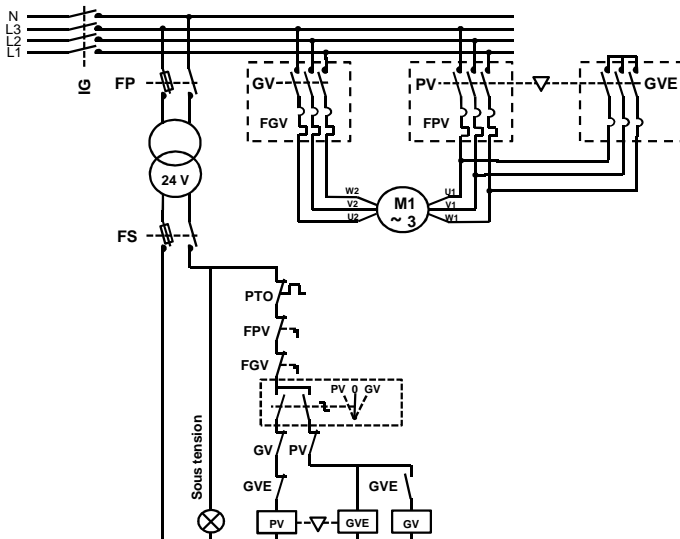 N
L3
L2
L1
IG
FP
GV
PV
GVE
FGV
FPV
24 V
W2
V2
U2
M1
~ 3
U1
V1
W1
FS
PTO
FPV
FGV
PV 0 GV
GV
PV
GVE
GVE
Sous tension
PV
GVE
GV